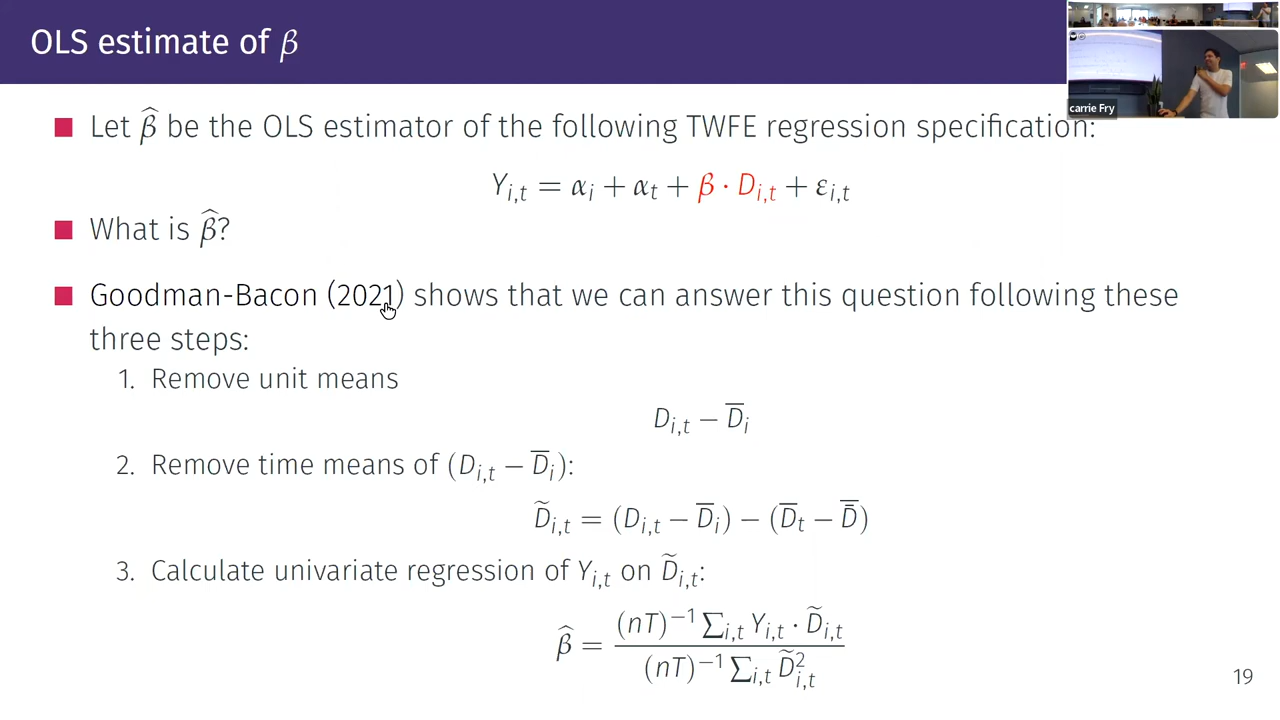 OLS estimate of β
carrie Fry
■ Let β̂ be the OLS estimator of the following TWFE regression specification:
Y_{i,t} = α_i + α_t + β · D_{i,t} + ε_{i,t}
■ What is β̂?
■ Goodman-Bacon (2021) shows that we can answer this question following these
three steps:
1. Remove unit means
D_{i,t} − D̅_i
2. Remove time means of (D_{i,t} − D̅_i):
D̃_{i,t} = (D_{i,t} − D̅_i) − (D̅_t − D̿)
3. Calculate univariate regression of Y_{i,t} on D̃_{i,t}:
β̂ = \frac{(nT)^{−1} ∑_{i,t} Y_{i,t} · D̃_{i,t}}{(nT)^{−1} ∑_{i,t} D̃²_{i,t}}
19